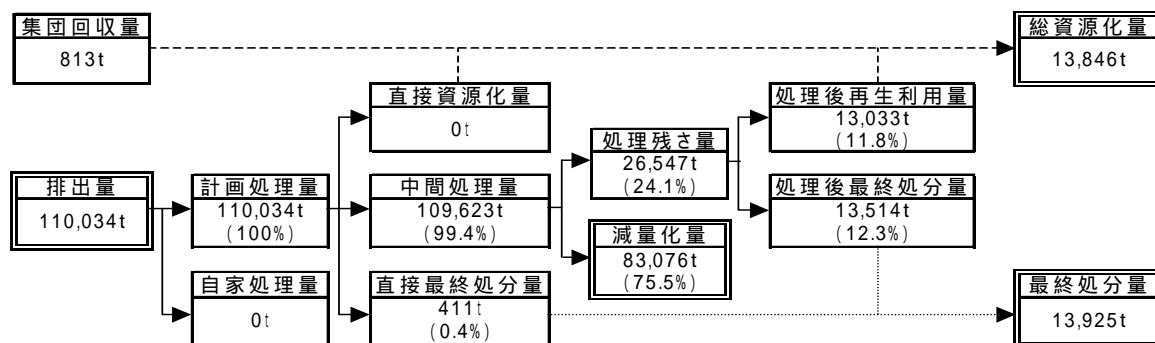 集団回収量
813t
総資源化量
13,846t
直接資源化量
0t
処理後再生利用量
13,033t
(11.8%)
処理残さ量
26,547t
(24.1%)
排出量
110,034t
計画処理量
110,034t
(100%)
中間処理量
109,623t
(99.4%)
処理後最終処分量
13,514t
(12.3%)
減量化量
83,076t
(75.5%)
自家処理量
0t
直接最終処分量
411t
(0.4%)
最終処分量
13,925t